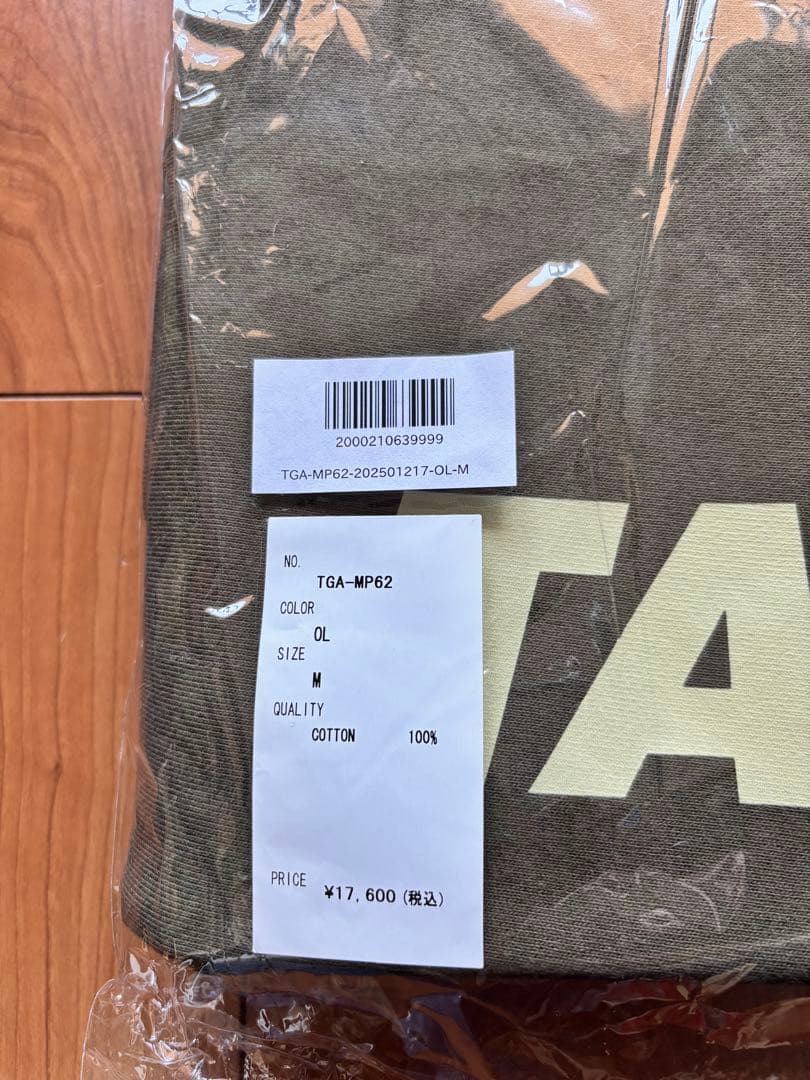 2000210639999
TGA-MP62-202501217-OL-M
NO.
TGA-MP62
COLOR
OL
SIZE
M
QUALITY
COTTON 100%
PRICE ¥17,600 (税込)
TA